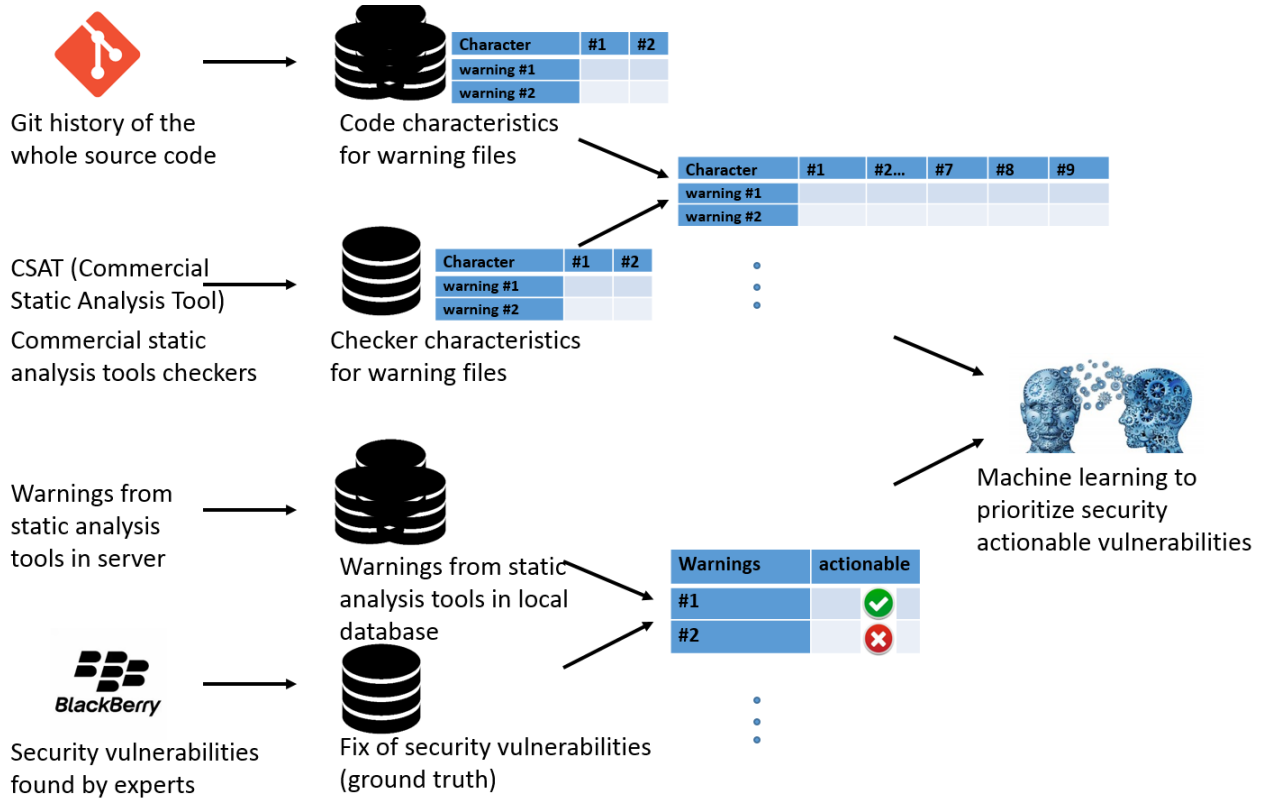 Character #1 #2
warning #1
warning #2
Git history of the
whole source code
Code characteristics
for warning files
Character #1 #2... #7 #8 #9
warning #1
warning #2
CSAT (Commercial
Static Analysis Tool)
Commercial static
analysis tools checkers
Character #1 #2
warning #1
warning #2
Checker characteristics
for warning files
Machine learning to
prioritize security
actionable vulnerabilities
Warnings from
static analysis
tools in server
Warnings from static
analysis tools in local
database
Warnings actionable
#1
#2
BlackBerry
Security vulnerabilities
found by experts
Fix of security vulnerabilities
(ground truth)